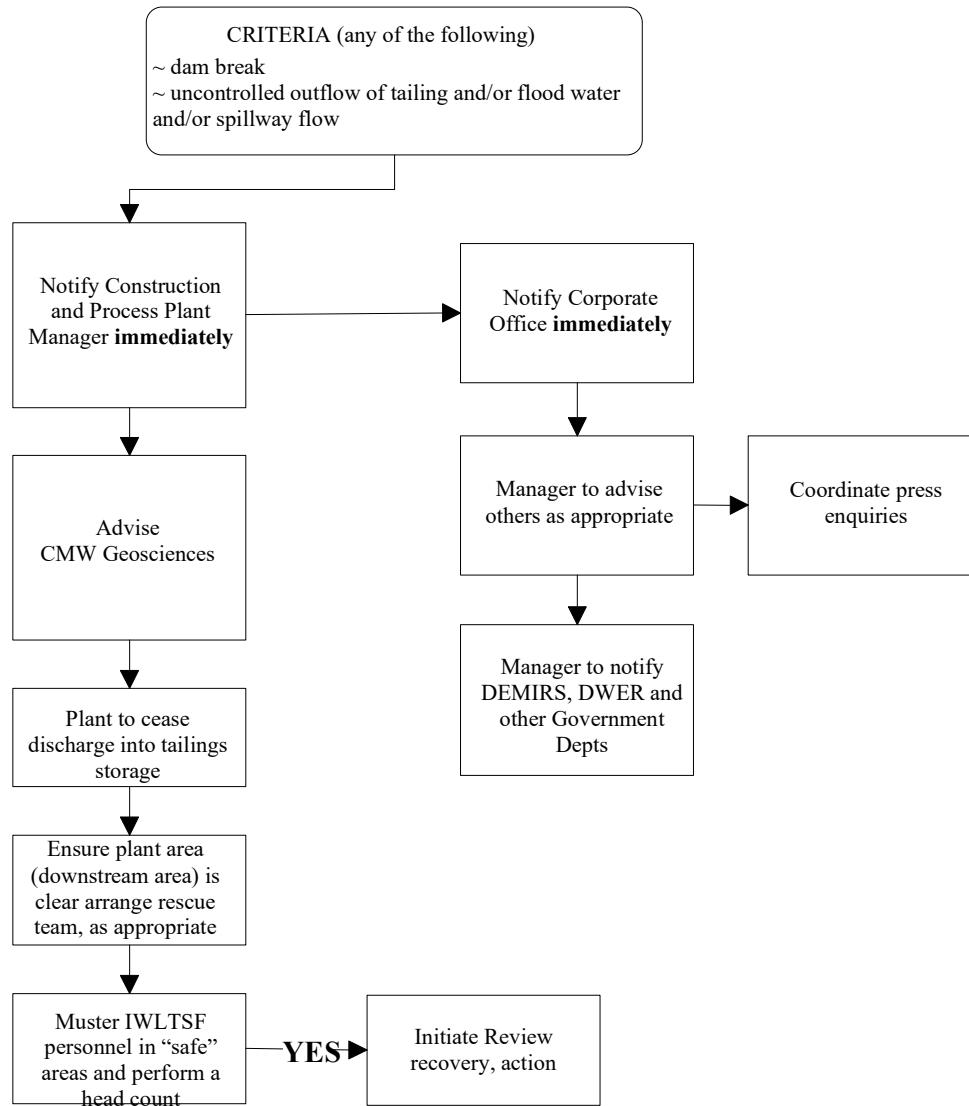 CRITERIA (any of the following)
~ dam break
~ uncontrolled outflow of tailing and/or flood water
and/or spillway flow
Notify Construction
and Process Plant
Manager immediately
Notify Corporate
Office immediately
Advise
CMW Geosciences
Manager to advise
others as appropriate
Coordinate press
enquiries
Manager to notify
DEMIRS, DWER and
other Government
Depts
Plant to cease
discharge into tailings
storage
Ensure plant area
(downstream area) is
clear arrange rescue
team, as appropriate
Muster IWLTSF
personnel in “safe”
areas and perform a
head count
YES
Initiate Review
recovery, action